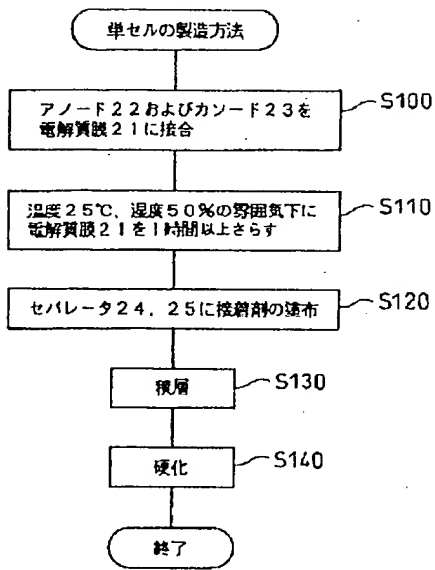 単セルの製造方法
アノード22およびカソード23を
電解質膜21に接合
S100
温度25℃、湿度50%の雰囲気下に
電解質膜21を1時間以上さらす
S110
セパレータ24,25に接着剤の塗布
S120
積層
S130
硬化
S140
終了